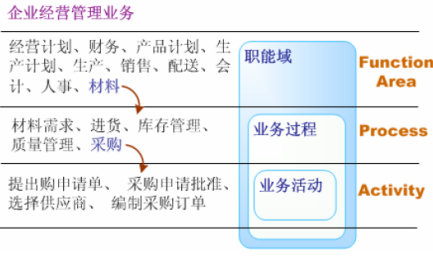 企业经营管理业务
经营计划、财务、产品计划、生
产计划、生产、销售、配送、会
计、人事、材料
职能域
Function
Area
材料需求、进货、库存管理、
质量管理、采购
业务过程
Process
提出购申请单、 采购申请批准、
选择供应商、 编制采购订单
业务活动
Activity